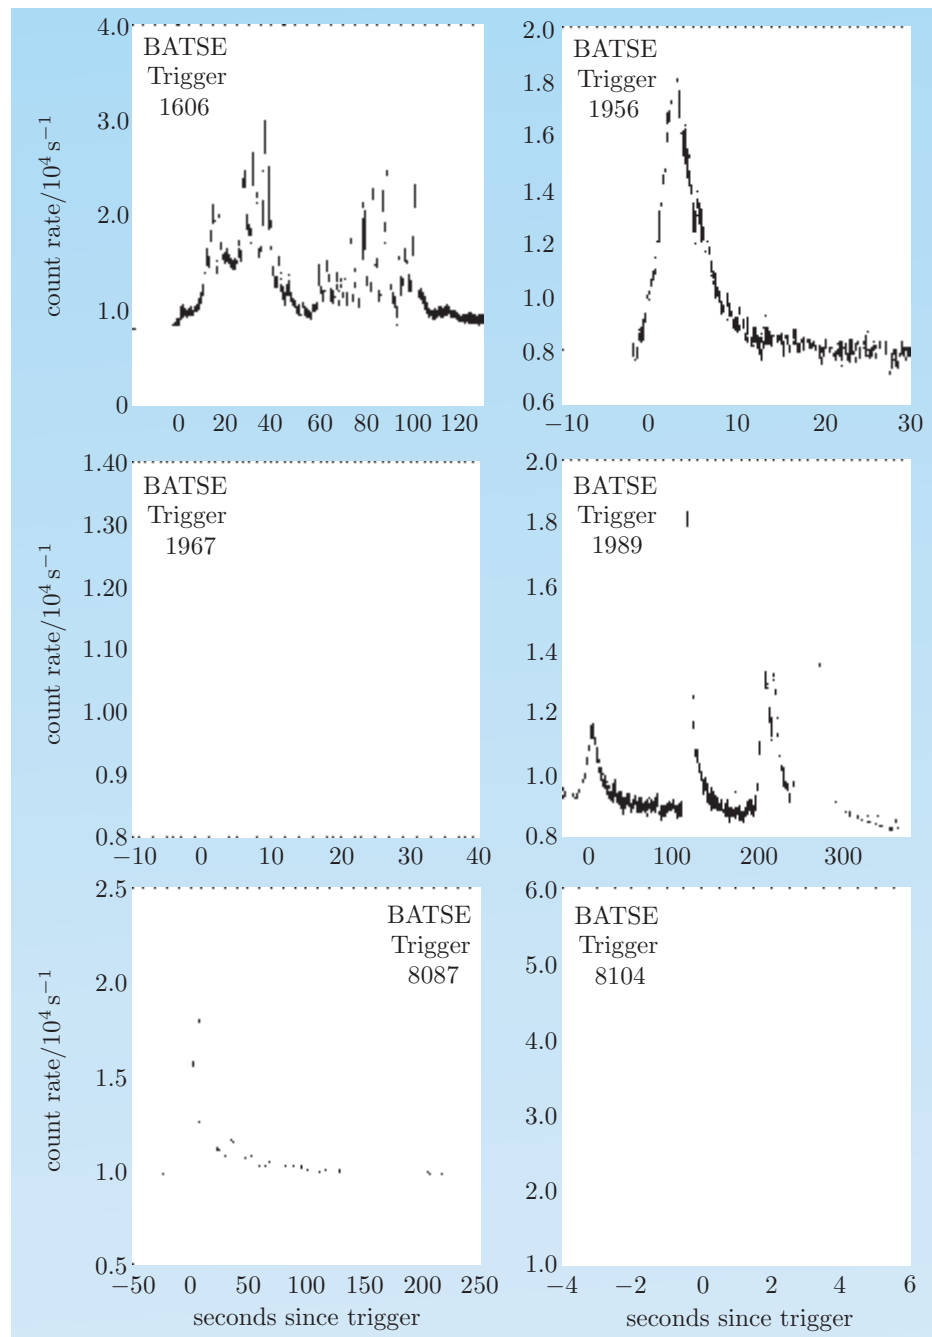 4.0
3.0
2.0
1.0
0
count rate/10⁴ s⁻¹
BATSE
Trigger
1606
0 20 40 60 80 100 120
2.0
1.8
1.6
1.4
1.2
1.0
0.8
0.6
BATSE
Trigger
1956
−10 0 10 20 30
1.40
1.30
1.20
1.10
1.00
0.9
0.8
count rate/10⁴ s⁻¹
BATSE
Trigger
1967
−10 0 10 20 30 40
2.0
1.8
1.6
1.4
1.2
1.0
0.8
BATSE
Trigger
1989
0 100 200 300
2.5
2.0
1.5
1.0
0.5
count rate/10⁴ s⁻¹
BATSE
Trigger
8087
−50 0 50 100 150 200 250
seconds since trigger
6.0
5.0
4.0
3.0
2.0
1.0
BATSE
Trigger
8104
−4 −2 0 2 4 6
seconds since trigger